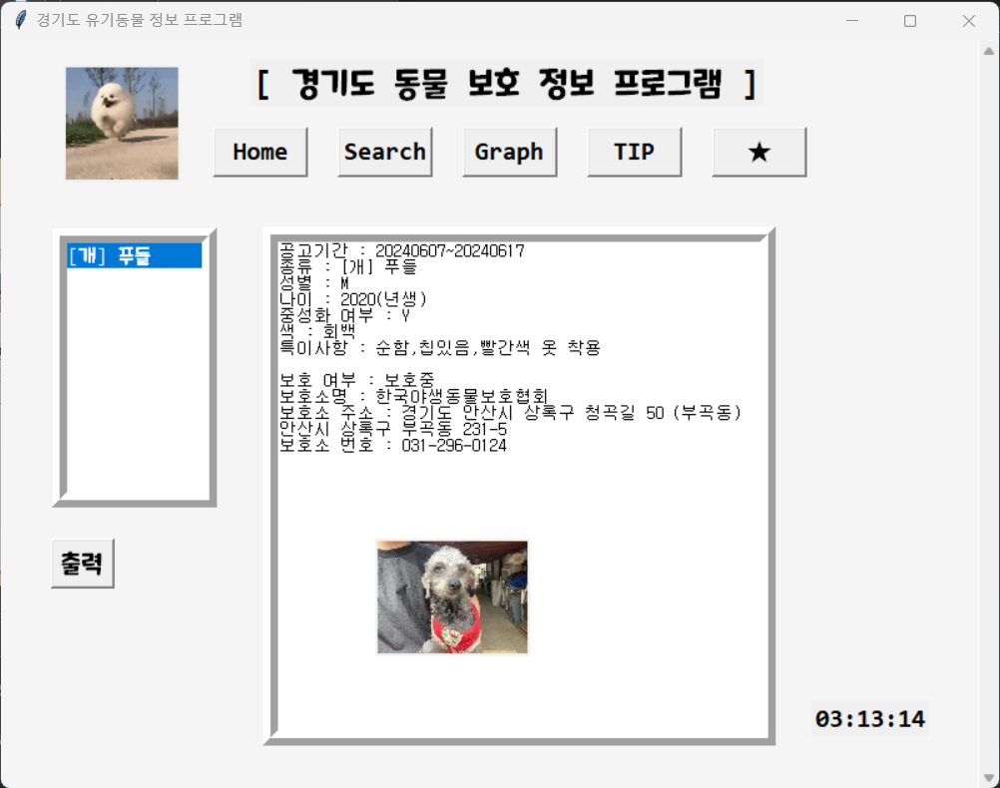 경기도 유기동물 정보 프로그램
[ 경기도 동물 보호 정보 프로그램 ]
Home Search Graph TIP ★
[개] 푸들
공고기간 : 20240607~20240617
종류 : [개] 푸들
성별 : M
나이 : 2020(년생)
중성화 여부 : Y
색 : 회백
특이사항 : 순함,칩있음,빨간색 옷 착용
보호 여부 : 보호중
보호소명 : 한국야생동물보호협회
보호소 주소 : 경기도 안산시 상록구 청곡길 50 (부곡동)
안산시 상록구 부곡동 231-5
보호소 번호 : 031-296-0124
출력
03:13:14